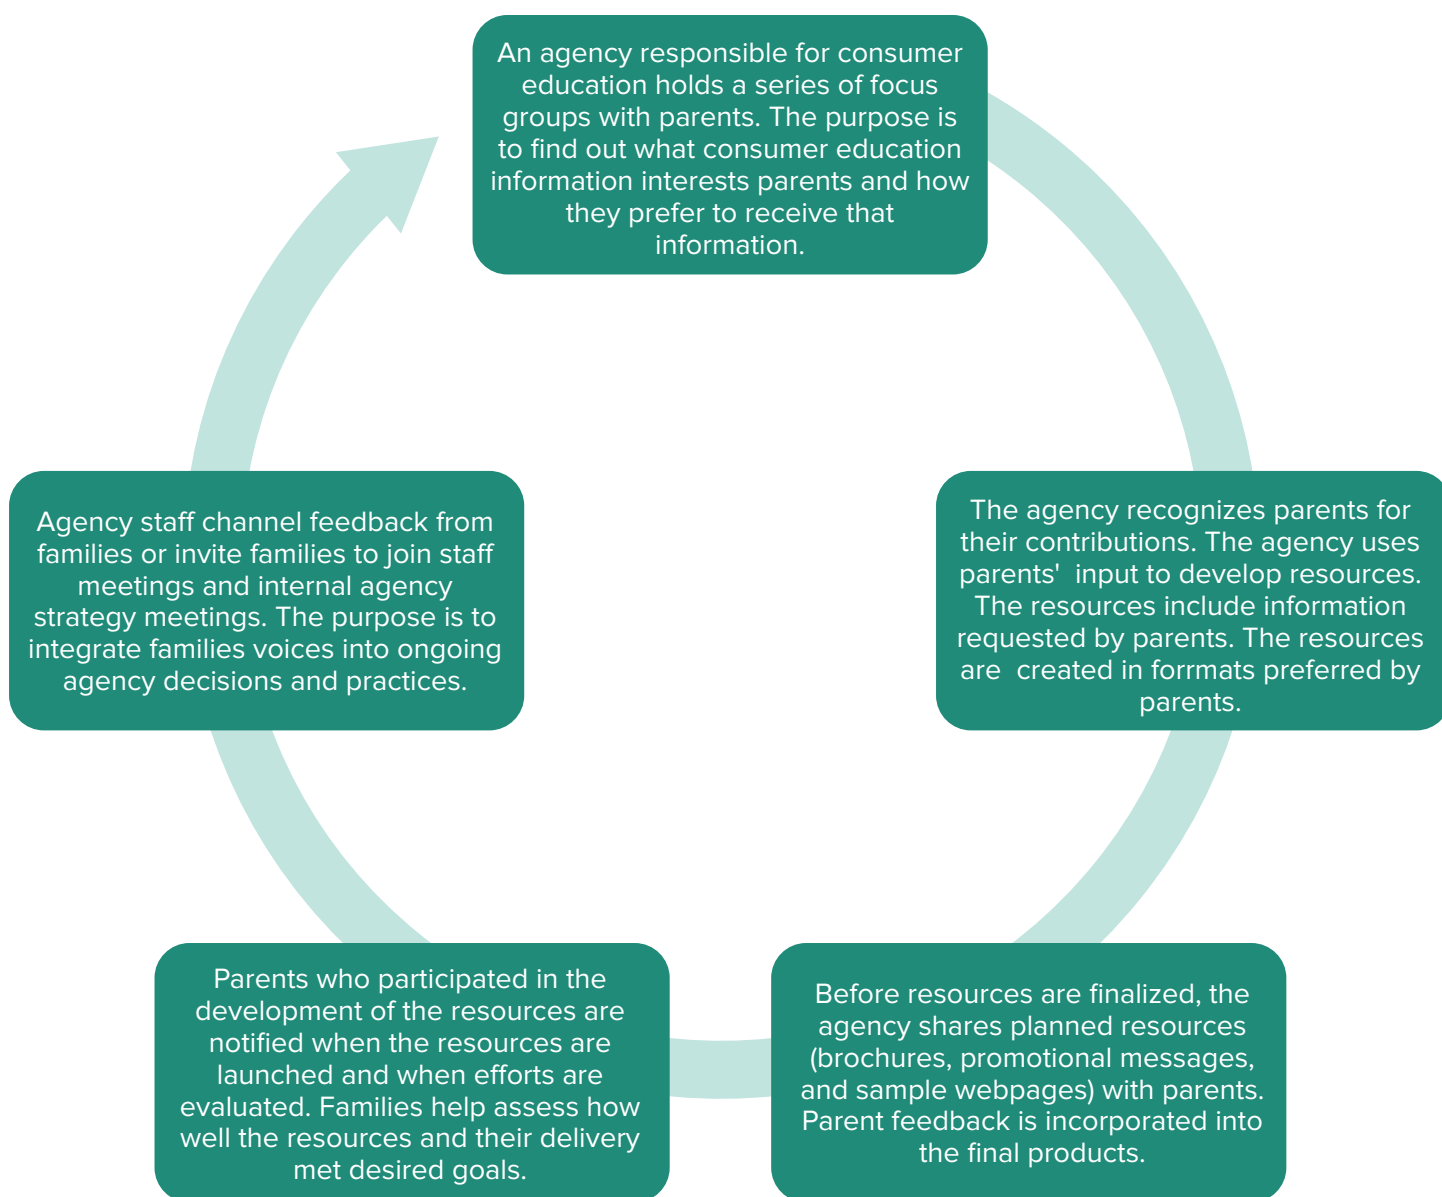 An agency responsible for consumer
education holds a series of focus
groups with parents. The purpose is
to find out what consumer education
information interests parents and how
they prefer to receive that
information.
The agency recognizes parents for
their contributions. The agency uses
parents'  input to develop resources.
The resources include information
requested by parents. The resources
are  created in forrmats preferred by
parents.
Before resources are finalized, the
agency shares planned resources
(brochures, promotional messages,
and sample webpages) with parents.
Parent feedback is incorporated into
the final products.
Parents who participated in the
development of the resources are
notified when the resources are
launched and when efforts are
evaluated. Families help assess how
well the resources and their delivery
met desired goals.
Agency staff channel feedback from
families or invite families to join staff
meetings and internal agency
strategy meetings. The purpose is to
integrate families voices into ongoing
agency decisions and practices.